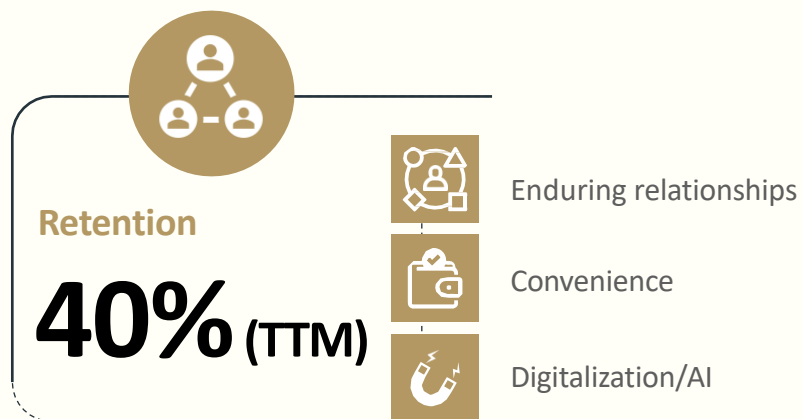 Retention
40% (TTM)
Enduring relationships
Convenience
Digitalization/AI